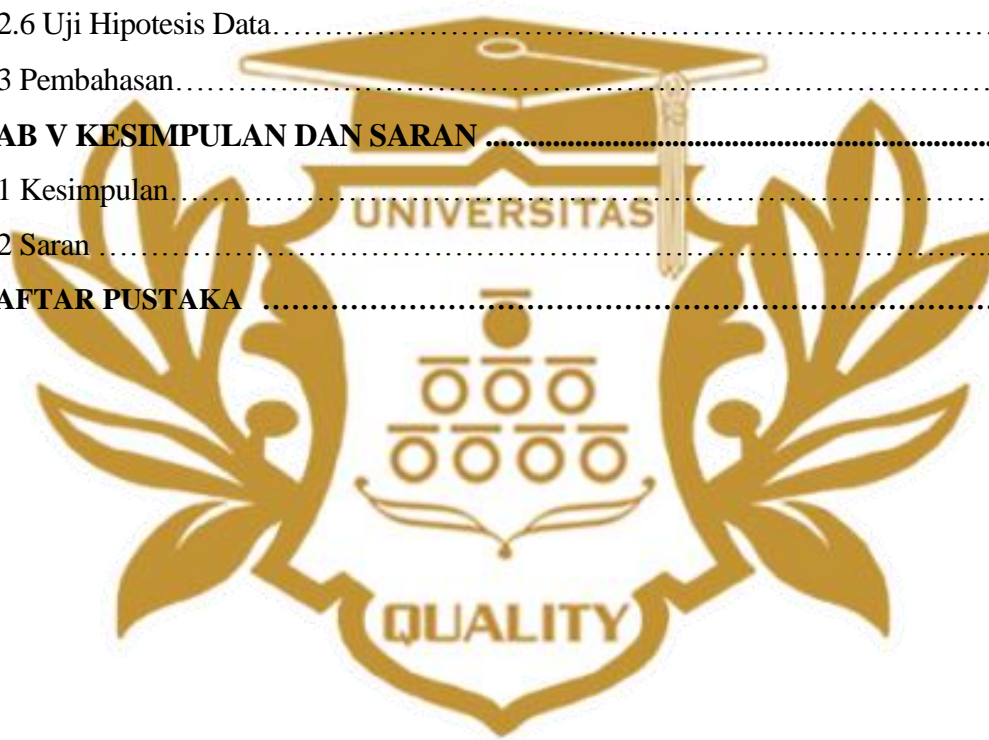 2.6 Uji Hipotesis Data……………………………………………………………
3 Pembahasan……………………………………………………………………
AB V KESIMPULAN DAN SARAN ......................................................................
1 Kesimpulan……………………………………………………………………
2 Saran ……………………………………………………………………………
AFTAR PUSTAKA ……………………………………………………………
UNIVERSITAS
QUALITY